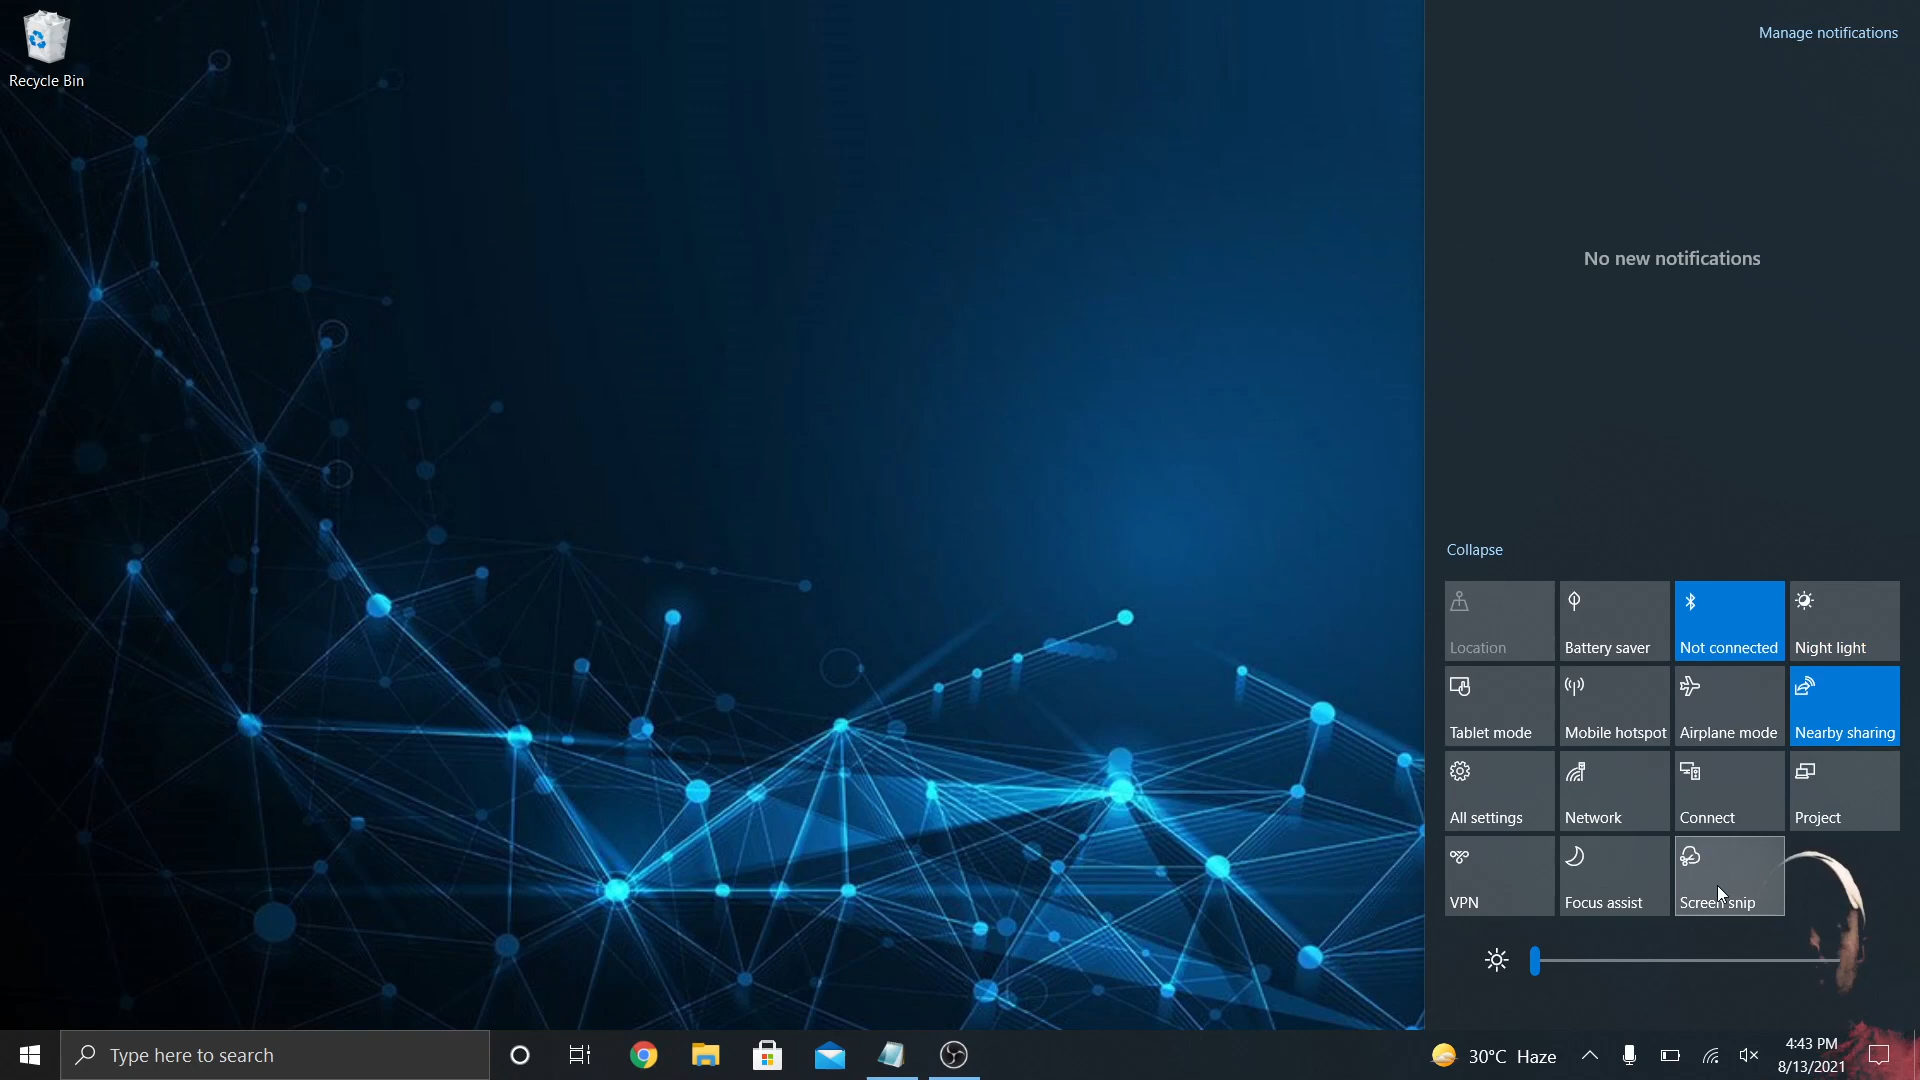 Recycle Bin
Manage notifications
No new notifications
Collapse
Location
Battery saver
Not connected
Night light
Tablet mode
Mobile hotspot
Airplane mode
Nearby sharing
All settings
Network
Connect
Project
VPN
Focus assist
Screen snip
Type here to search
30°C Haze
4:43 PM
8/13/2021